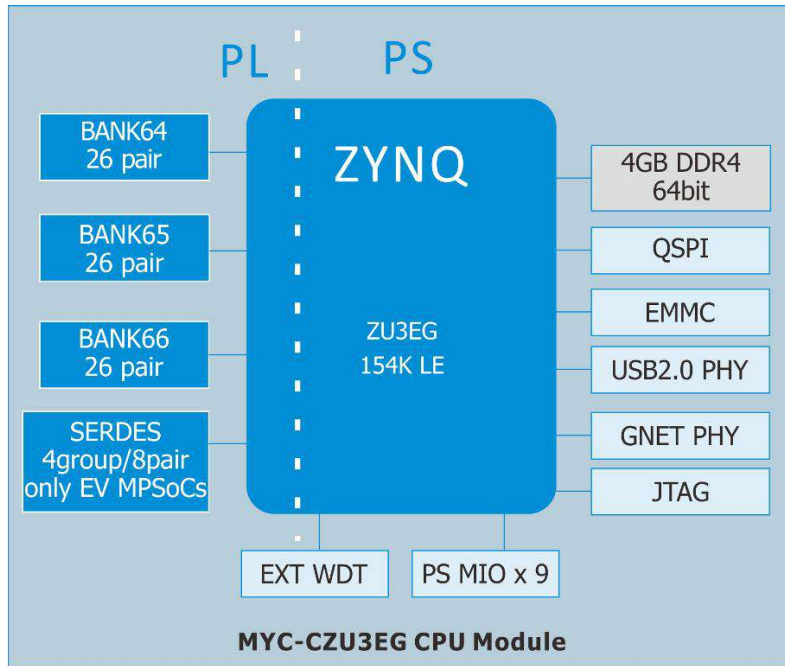 PL
PS
BANK64
26 pair
BANK65
26 pair
BANK66
26 pair
SERDES
4group/8pair
only EV MPSoCs
ZYNQ
ZU3EG
154K LE
4GB DDR4
64bit
QSPI
EMMC
USB2.0 PHY
GNET PHY
JTAG
EXT WDT
PS MIO x 9
MYC-CZU3EG CPU Module